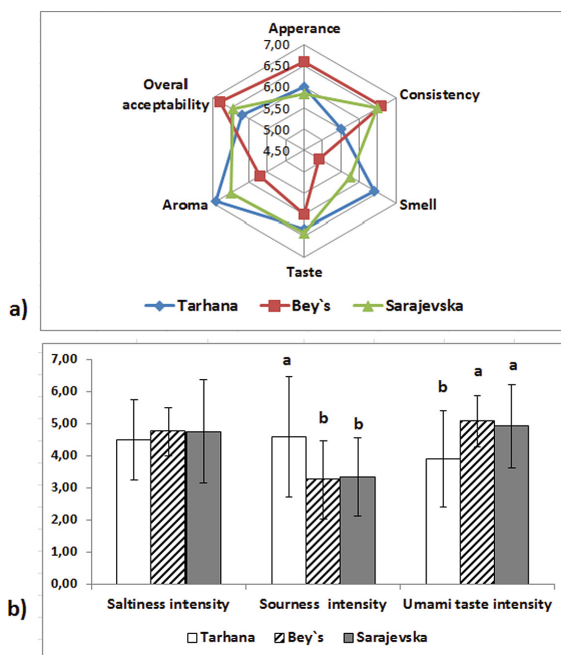 a)
Apperance
7,00
6,50
6,00
5,50
5,00
4,50
Consistency
Smell
Taste
Aroma
Overal
acceptability
Tarhana Bey`s Sarajevska
b)
7,00
6,00
5,00
4,00
3,00
2,00
1,00
0,00
a b b
b a a
Saltiness intensity Sourness intensity Umami taste intensity
Tarhana Bey`s Sarajevska